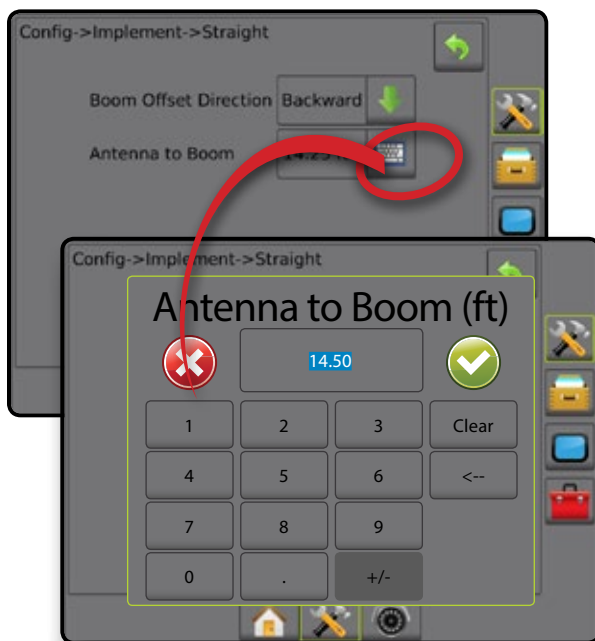 Config->Implement->Straight
Boom Offset Direction Backward
Antenna to Boom
Config->Implement->Straight
Antenna to Boom (ft)
14.50
1 2 3 Clear
4 5 6 <--
7 8 9
0 . +/-